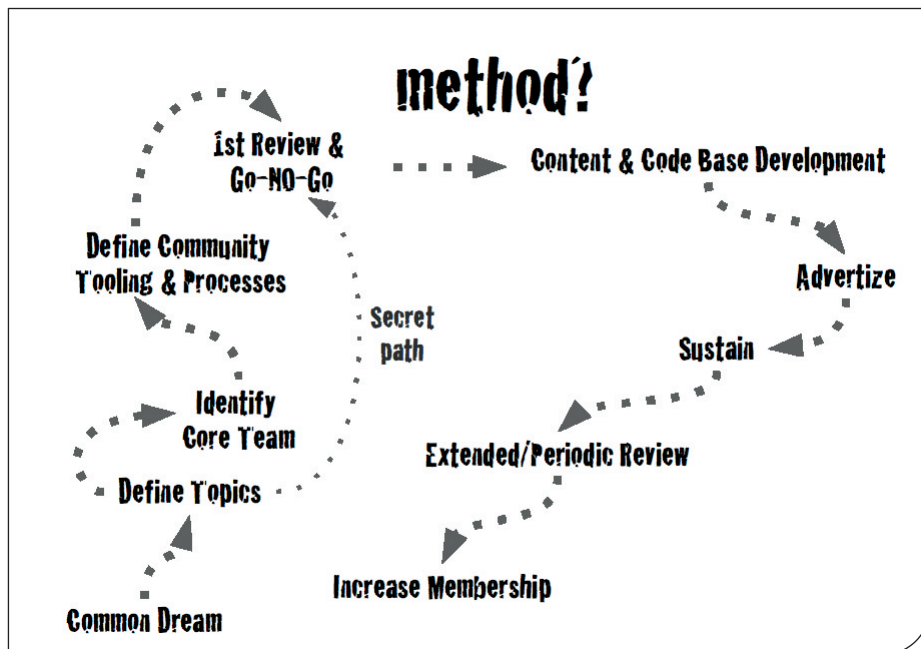 method?
1st Review &
Go-NO-Go
Content & Code Base Development
Define Community
Tooling & Processes
Advertize
Secret
path
Sustain
Identify
Core Team
Extended/Periodic Review
Define Topics
Increase Membership
Common Dream